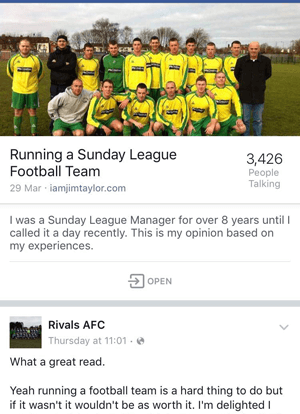 Running a Sunday League
Football Team
3,426
People
Talking
29 Mar · iamjimtaylor.com
I was a Sunday League Manager for over 8 years until I
called it a day recently. This is my opinion based on
my experiences.
OPEN
Rivals AFC
Thursday at 11:01 ·
What a great read.
Yeah running a football team is a hard thing to do but
if it wasn't it wouldn't be as worth it. I'm delighted I